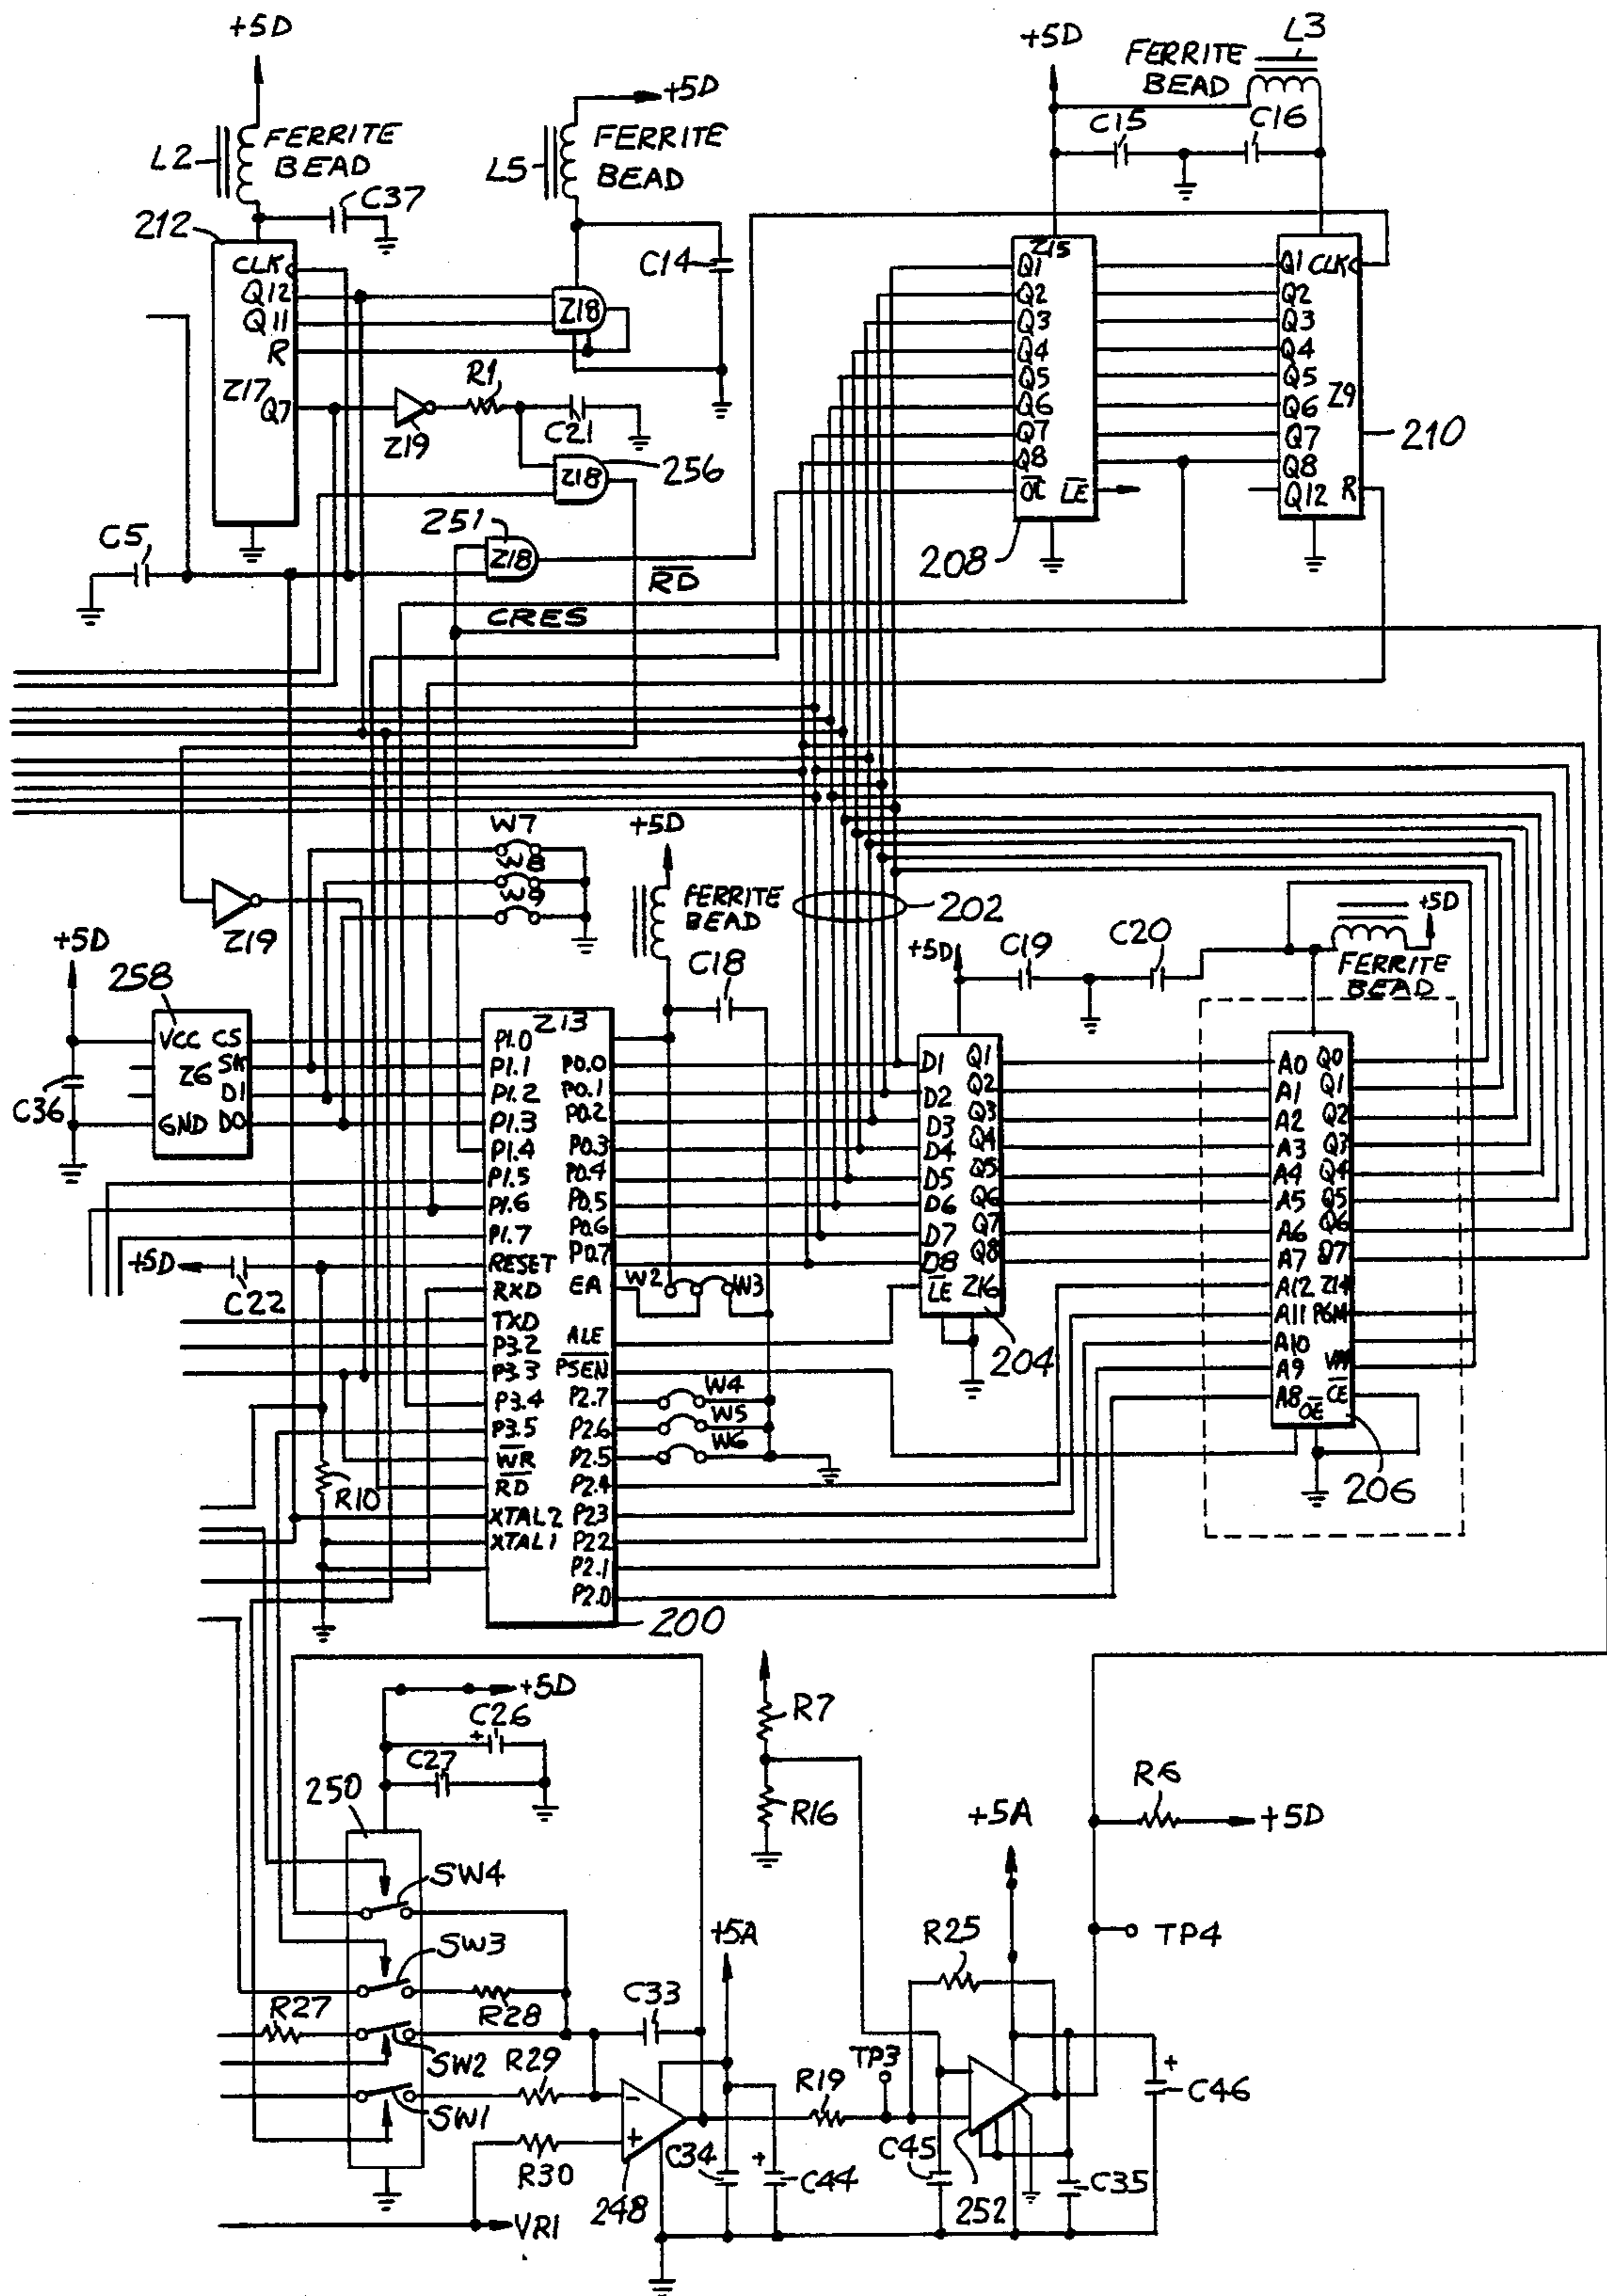 +5D
L2
FERRITE
BEAD
C37
212
CLK
Q12
Q11
R
Z17
Q7
+5D
L5
FERRITE
BEAD
C14
Z18
R1
Z19
C21
Z18
256
C5
Z51
Z18
RD
CRES
+5D
FERRITE
BEAD
L3
C15
C16
Z15
Q1
Q2
Q3
Q4
Q5
Q6
Q7
Q8
OC
LE
208
Q1
CLK
Q2
Q3
Q4
Q5
Q6
Z9
Q7
Q8
Q12
R
210
W7
W8
W9
Z19
+5D
FERRITE
BEAD
C18
202
+5D
C19
C20
+5D
FERRITE
BEAD
+5D
258
VCC
CS
Z6
SK
DI
GND
DO
C36
Z13
P1.0
P1.1
P1.2
P1.3
P1.4
P1.5
P1.6
P1.7
RESET
RXD
TXD
P3.2
P3.3
P3.4
P3.5
WR
RD
XTAL2
XTAL1
P0.0
P0.1
P0.2
P0.3
P0.4
P0.5
P0.6
P0.7
EA
ALE
PSEN
P2.7
P2.6
P2.5
P2.4
P23
P22
P2.1
P2.0
200
+5D
C22
R10
W2
W3
W4
W5
W6
D1
D2
D3
D4
D5
D6
D7
D8
LE
Q1
Q2
Q3
Q4
Q5
Q6
Q7
Q8
Z16
204
A0
A1
A2
A3
A4
A5
A6
A7
A12
A11
A10
A9
A8
OE
Q0
Q1
Q2
Q3
Q4
Q5
Q6
Z14
PGM
CE
206
+5D
C26
+
C27
250
SW4
SW3
R28
R27
SW2
R29
SW1
R30
VR1
C33
248
+5A
C34
+
C44
R7
R16
TP3
R19
R25
C45
252
+5A
C35
+
C46
R6
+5D
TP4